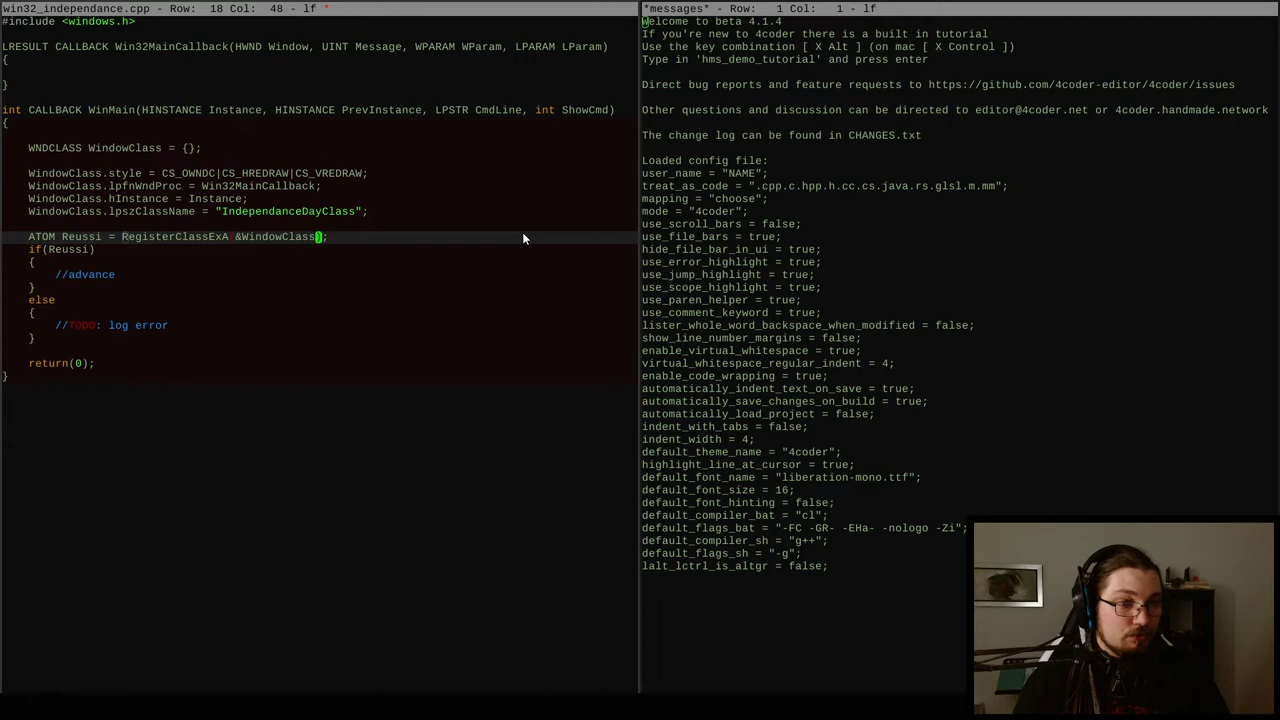 win32_independance.cpp - Row: 18 Col: 48 - lf *
#include <windows.h>
LRESULT CALLBACK Win32MainCallback(HWND Window, UINT Message, WPARAM WParam, LPARAM LParam)
{
}
int CALLBACK WinMain(HINSTANCE Instance, HINSTANCE PrevInstance, LPSTR CmdLine, int ShowCmd)
{
WNDCLASS WindowClass = {};
WindowClass.style = CS_OWNDC|CS_HREDRAW|CS_VREDRAW;
WindowClass.lpfnWndProc = Win32MainCallback;
WindowClass.hInstance = Instance;
WindowClass.lpszClassName = "IndependanceDayClass";
ATOM Reussi = RegisterClassExA(&WindowClass);
if(Reussi)
{
//advance
}
else
{
//TODO: log error
}
return(0);
}
*messages* - Row: 1 Col: 1 - lf
Welcome to beta 4.1.4
If you're new to 4coder there is a built in tutorial
Use the key combination [ X Alt ] (on mac [ X Control ])
Type in 'hms_demo_tutorial' and press enter
Direct bug reports and feature requests to https://github.com/4coder-editor/4coder/issues
Other questions and discussion can be directed to editor@4coder.net or 4coder.handmade.network
The change log can be found in CHANGES.txt
Loaded config file:
user_name = "NAME";
treat_as_code = ".cpp.c.hpp.h.cc.cs.java.rs.glsl.m.mm";
mapping = "choose";
mode = "4coder";
use_scroll_bars = false;
use_file_bars = true;
hide_file_bar_in_ui = true;
use_error_highlight = true;
use_jump_highlight = true;
use_scope_highlight = true;
use_paren_helper = true;
use_comment_keyword = true;
lister_whole_word_backspace_when_modified = false;
show_line_number_margins = false;
enable_virtual_whitespace = true;
virtual_whitespace_regular_indent = 4;
enable_code_wrapping = true;
automatically_indent_text_on_save = true;
automatically_save_changes_on_build = true;
automatically_load_project = false;
indent_with_tabs = false;
indent_width = 4;
default_theme_name = "4coder";
highlight_line_at_cursor = true;
default_font_name = "liberation-mono.ttf";
default_font_size = 16;
default_font_hinting = false;
default_compiler_bat = "cl";
default_flags_bat = "-FC -GR- -EHa- -nologo -Zi";
default_compiler_sh = "g++";
default_flags_sh = "-g";
lalt_lctrl_is_altgr = false;